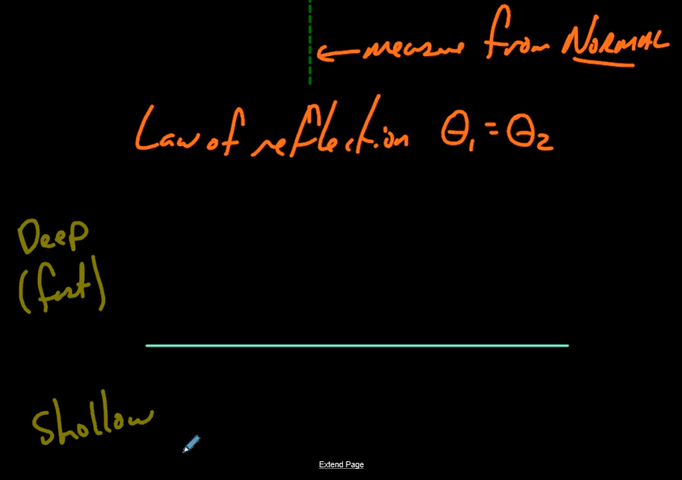 measure from NORMAL
Law of reflection θ₁ = θ₂
Deep
(fast)
Shallow
Extend Page